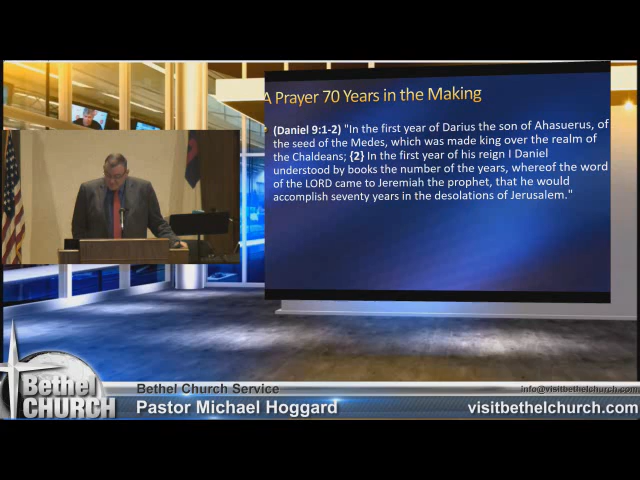 A Prayer 70 Years in the Making
(Daniel 9:1-2) "In the first year of Darius the son of Ahasuerus, of
the seed of the Medes, which was made king over the realm of
the Chaldeans; {2} In the first year of his reign I Daniel
understood by books the number of the years, whereof the word
of the LORD came to Jeremiah the prophet, that he would
accomplish seventy years in the desolations of Jerusalem."
Bethel
CHURCH
Bethel Church Service
info@visitbethelchurch.com
Pastor Michael Hoggard
visitbethelchurch.com